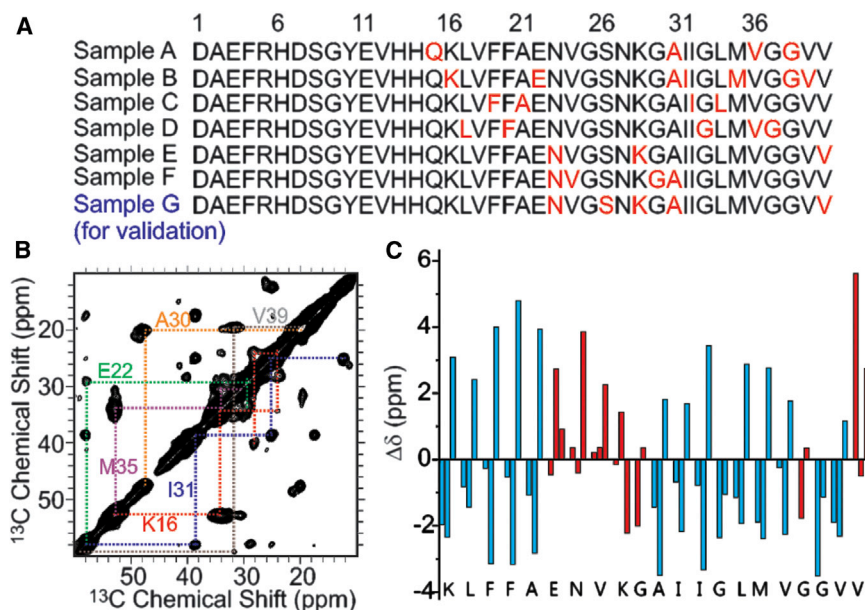 A
1 6 11 16 21 26 31 36
Sample A DAEFRHDSGYEVHHQKLVFFAENVGSNKGAIIGLMVGGVV
Sample B DAEFRHDSGYEVHHQKLVFFAENVGSNKGAIIGLMVGGVV
Sample C DAEFRHDSGYEVHHQKLVFFAENVGSNKGAIIGLMVGGVV
Sample D DAEFRHDSGYEVHHQKLVFFAENVGSNKGAIIGLMVGGVV
Sample E DAEFRHDSGYEVHHQKLVFFAENVGSNKGAIIGLMVGGVV
Sample F DAEFRHDSGYEVHHQKLVFFAENVGSNKGAIIGLMVGGVV
Sample G DAEFRHDSGYEVHHQKLVFFAENVGSNKGAIIGLMVGGVV
(for validation)
B
¹³C Chemical Shift (ppm)
20
30
40
50
A30
V39
E22
M35
I31
K16
50 40 30 20
¹³C Chemical Shift (ppm)
C
Δδ (ppm)
6
4
2
0
-2
-4
K L F F A E N V K G A I I G L M V G G V V